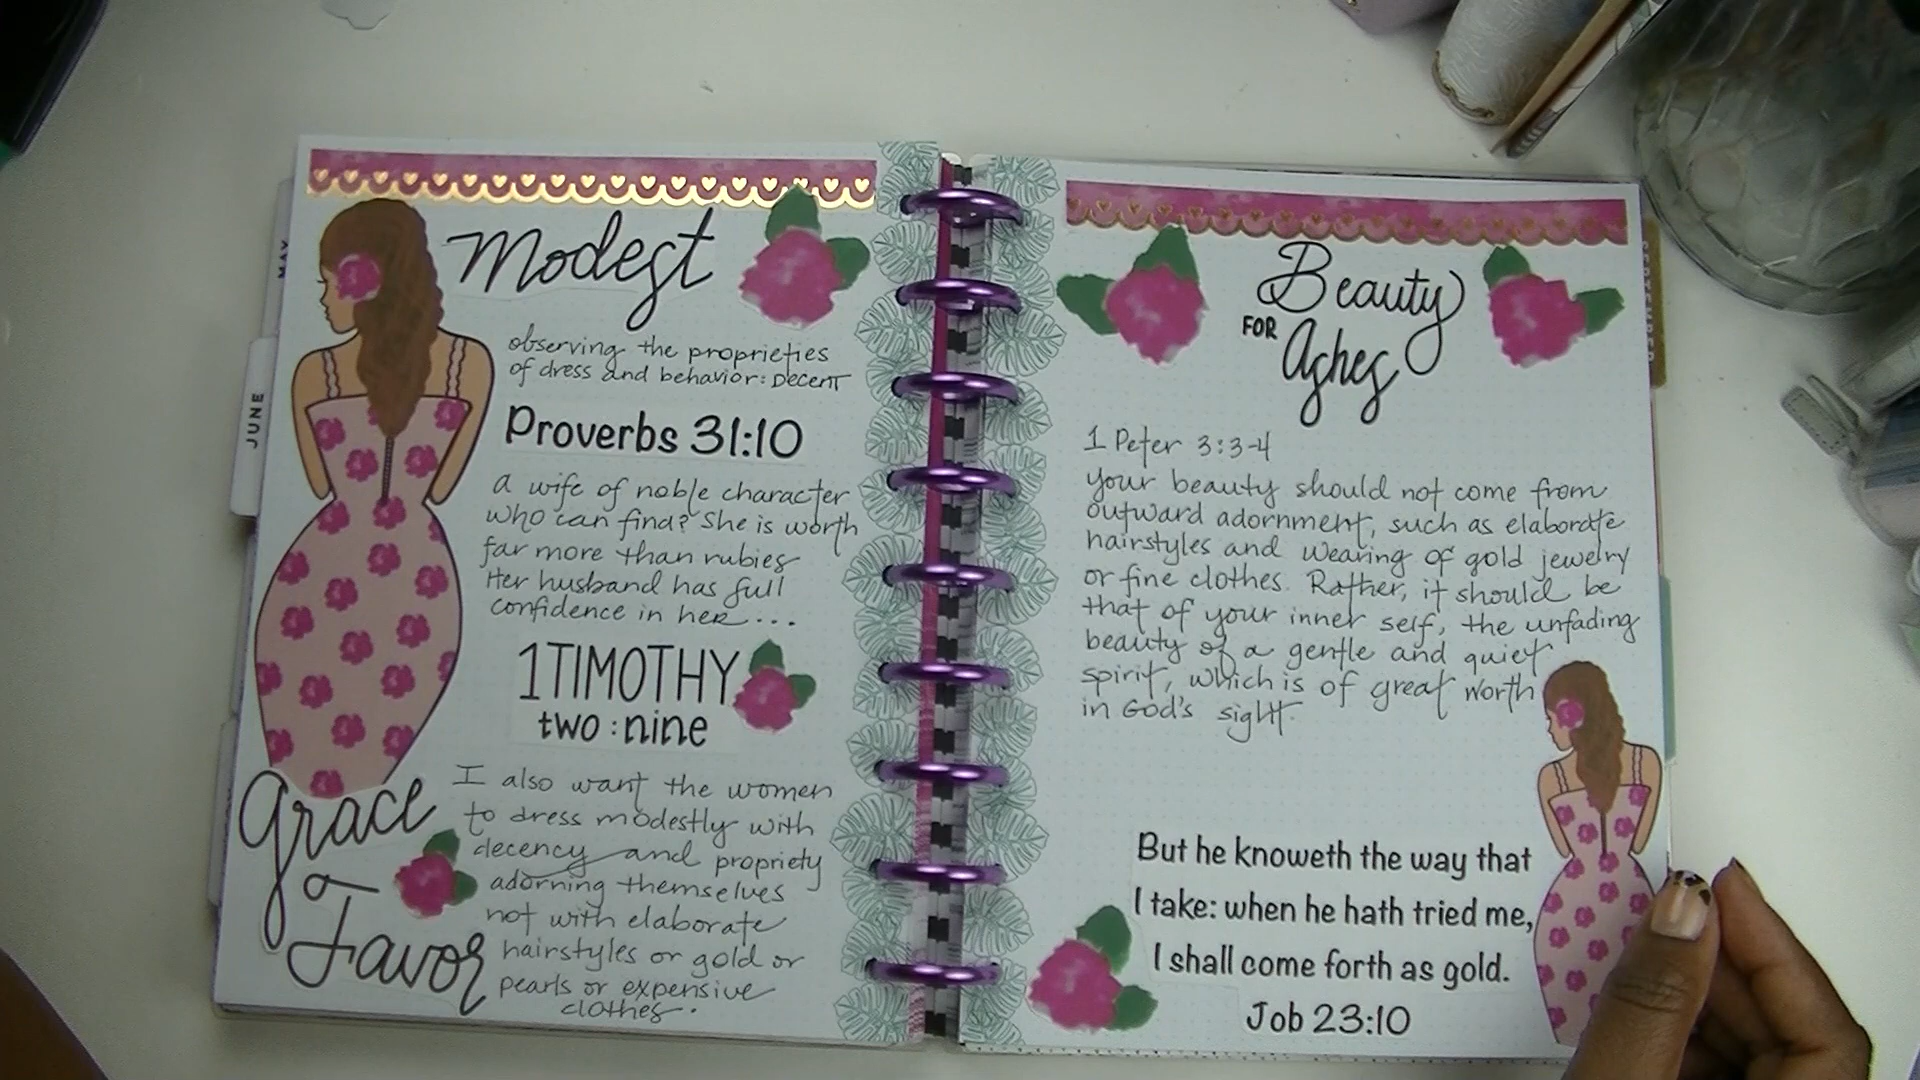 MAY
JUNE
Modest
observing the proprieties
of dress and behavior: Decent
Proverbs 31:10
a wife of noble character
who can find? She is worth
far more than rubies
Her husband has full
confidence in her...
1TIMOTHY
two:nine
I also want the women
to dress modestly with
decency and propriety
adorning themselves
not with elaborate
hairstyles or gold or
pearls or expensive
clothes.
Grace
&
Favor
Beauty
FOR
Ashes
1 Peter 3:3-4
Your beauty should not come from
outward adornment, such as elaborate
hairstyles and wearing of gold jewelry
or fine clothes. Rather, it should be
that of your inner self, the unfading
beauty of a gentle and quiet
spirit, which is of great worth
in God's sight.
But he knoweth the way that
I take: when he hath tried me,
I shall come forth as gold.
Job 23:10
SEPTEMBER